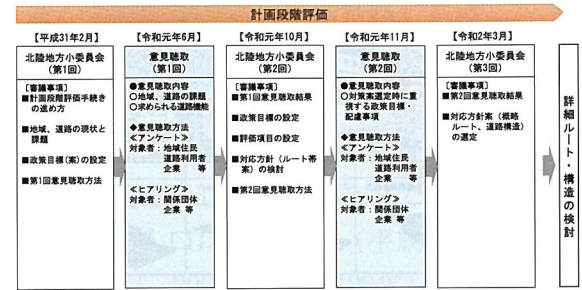 計画段階評価
【平成31年2月】
北陸地方小委員会
(第1回)
〔審議事項〕
■計画段階評価手続き
の進め方
■地域、道路の現状と
課題
■政策目標(案)の設定
■第1回意見聴取方法
【令和元年6月】
意見聴取
(第1回)
●意見聴取内容
○地域、道路の課題
○求められる道路機能
◆意見聴取方法
≪アンケート≫
対象者:地域住民
道路利用者
企業 等
≪ヒアリング≫
対象者:関係団体
企業 等
【令和元年10月】
北陸地方小委員会
(第2回)
〔審議事項〕
■第1回意見聴取結果
■政策目標の設定
■評価項目の設定
■対応方針(ルート帯
案)の検討
■第2回意見聴取方法
【令和元年11月】
意見聴取
(第2回)
●意見聴取内容
○対策案選定時に重
視する政策目標・
配慮事項
◆意見聴取方法
≪アンケート≫
対象者:地域住民
道路利用者
企業 等
≪ヒアリング≫
対象者:関係団体
企業 等
【令和2年3月】
北陸地方小委員会
(第3回)
〔審議事項〕
■第2回意見聴取結果
■対応方針案(概略
ルート、道路構造)
の選定
詳細ルート・構造の検討